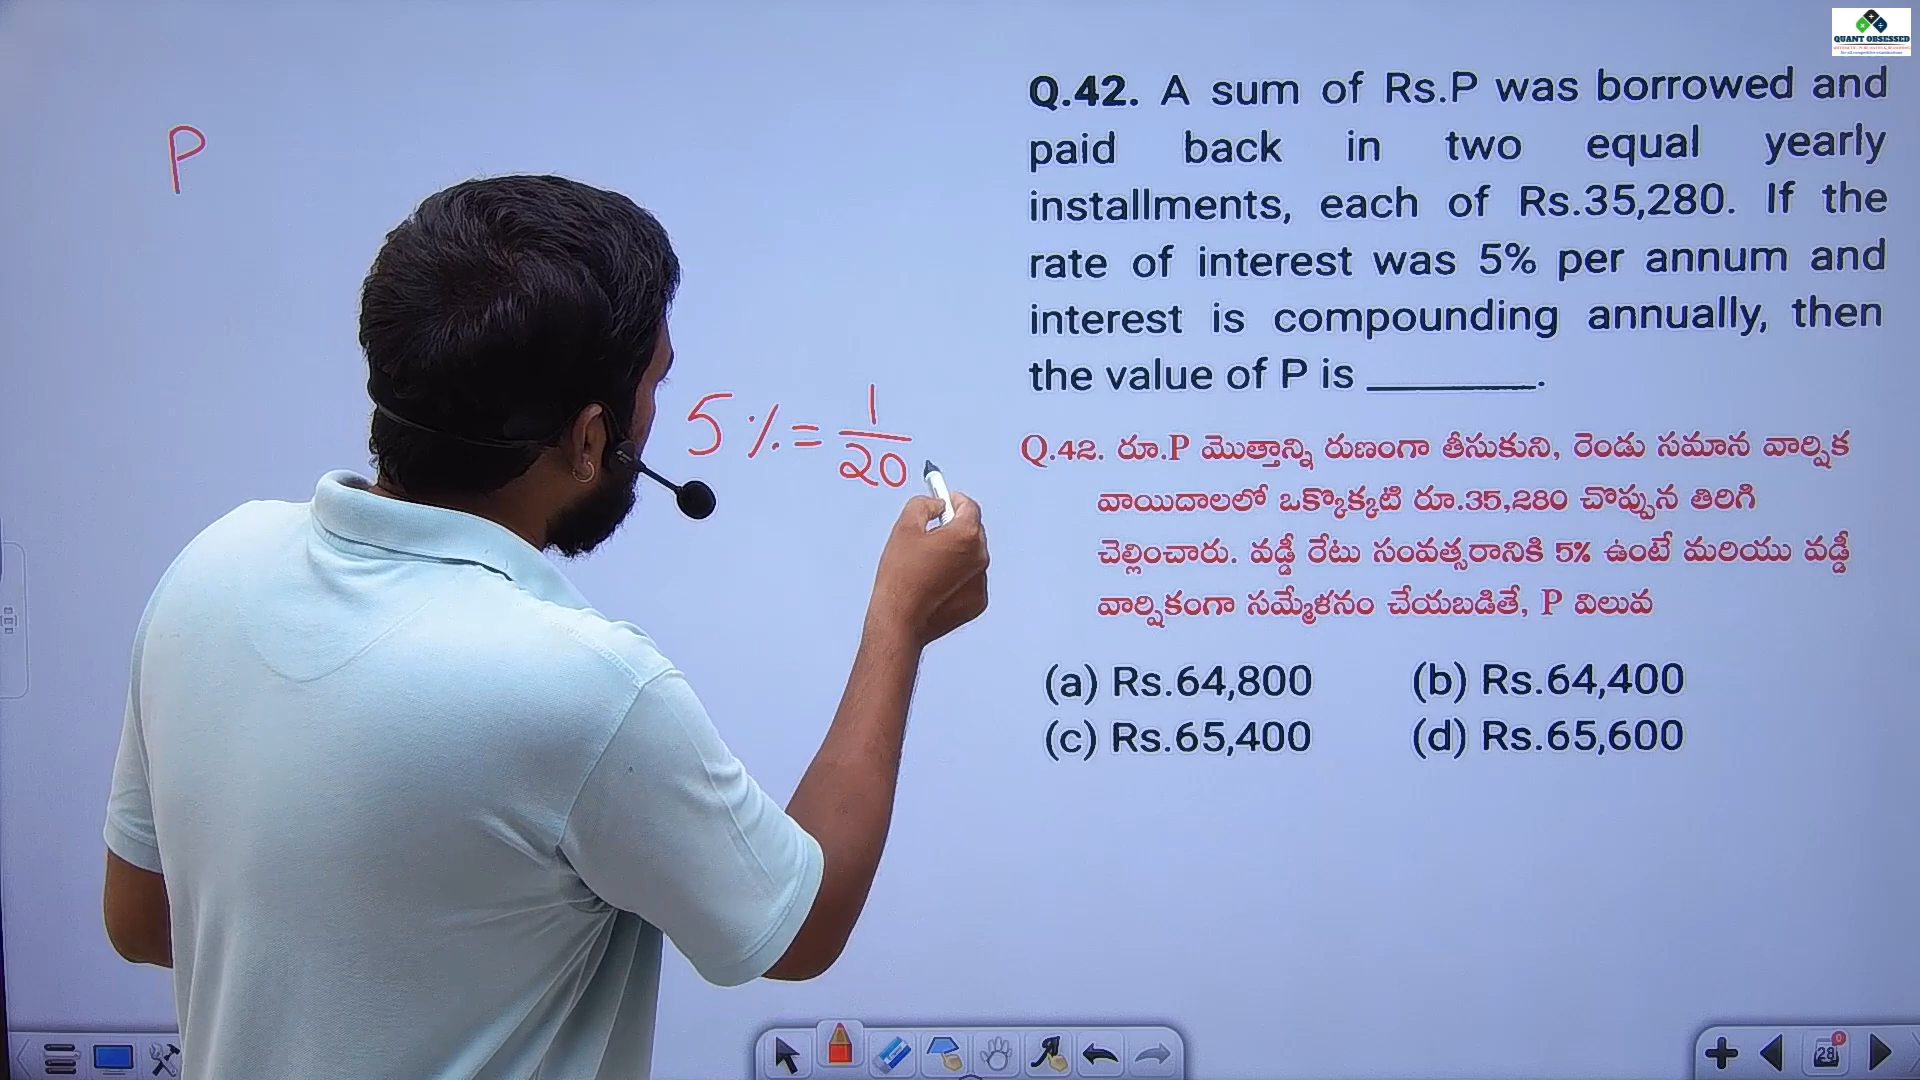 QUANT OBSESSED
Q.42. A sum of Rs.P was borrowed and
paid back in two equal yearly
installments, each of Rs.35,280. If the
rate of interest was 5% per annum and
interest is compounding annually, then
the value of P is ________.
Q.42. రూ.P మొత్తాన్ని రుణంగా తీసుకుని, రెండు సమాన వార్షిక
వాయిదాలలో ఒక్కొక్కటి రూ.35,280 చొప్పున తిరిగి
చెల్లించారు. వడ్డీ రేటు సంవత్సరానికి 5% ఉంటే మరియు వడ్డీ
వార్షికంగా సమ్మేళనం చేయబడితే, P విలువ
(a) Rs.64,800 (b) Rs.64,400
(c) Rs.65,400 (d) Rs.65,600
P
5% = 1/20
28
0